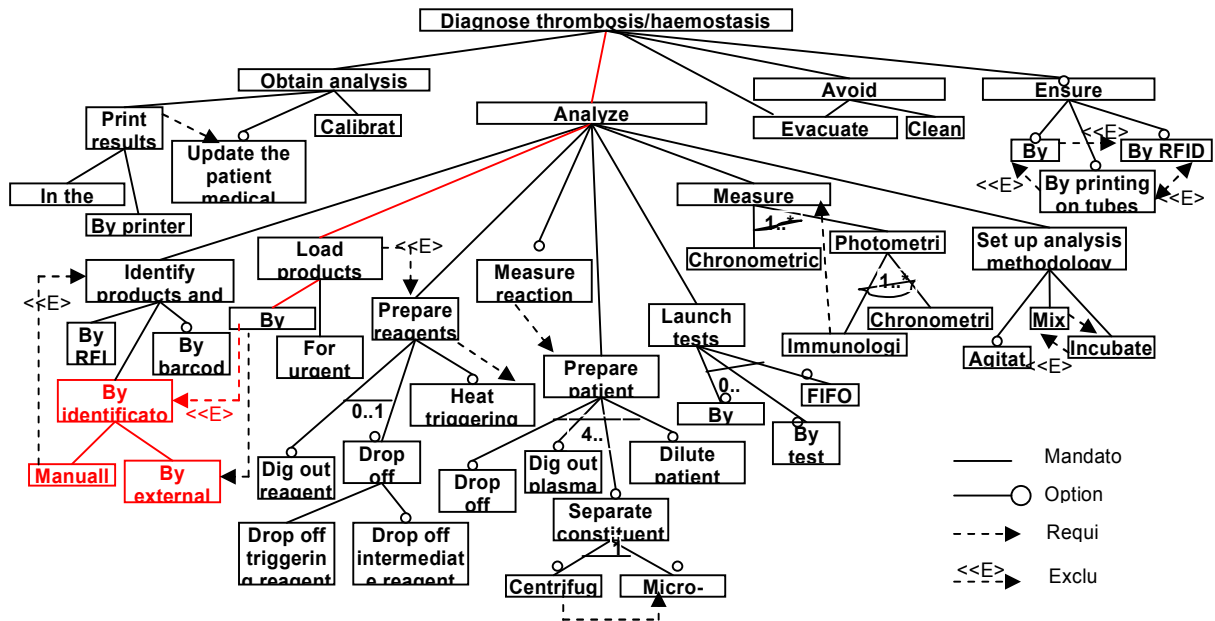 Diagnose thrombosis/haemostasis
Obtain analysis
Avoid
Ensure
Print
results
Calibrat
Analyze
Evacuate
Clean
Update the
patient
medical
In the
By printer
<<E>
By
By RFID
<<E>
By printing
on tubes
<<E>
Measure
1..*
Chronometric
Photometri
1..*
Immunologi
Chronometri
Set up analysis
methodology
Mix
Agitat
<<E>
Incubate
Identify
products and
<<E>
By
RFI
By
barcod
By
identificato
<<E>
Manuall
By
external
Load
products
<<E>
By
For
urgent
Prepare
reagents
Measure
reaction
Heat
triggering
0..1
Dig out
reagent
Drop
off
Drop off
triggerin
g reagent
Drop off
intermediat
e reagent
Prepare
patient
4..
Drop
off
Dig out
plasma
Dilute
patient
Separate
constituent
1
Centrifug
Micro-
Launch
tests
0..
By
By
test
FIFO
Mandato
Option
Requi
<<E>
Exclu